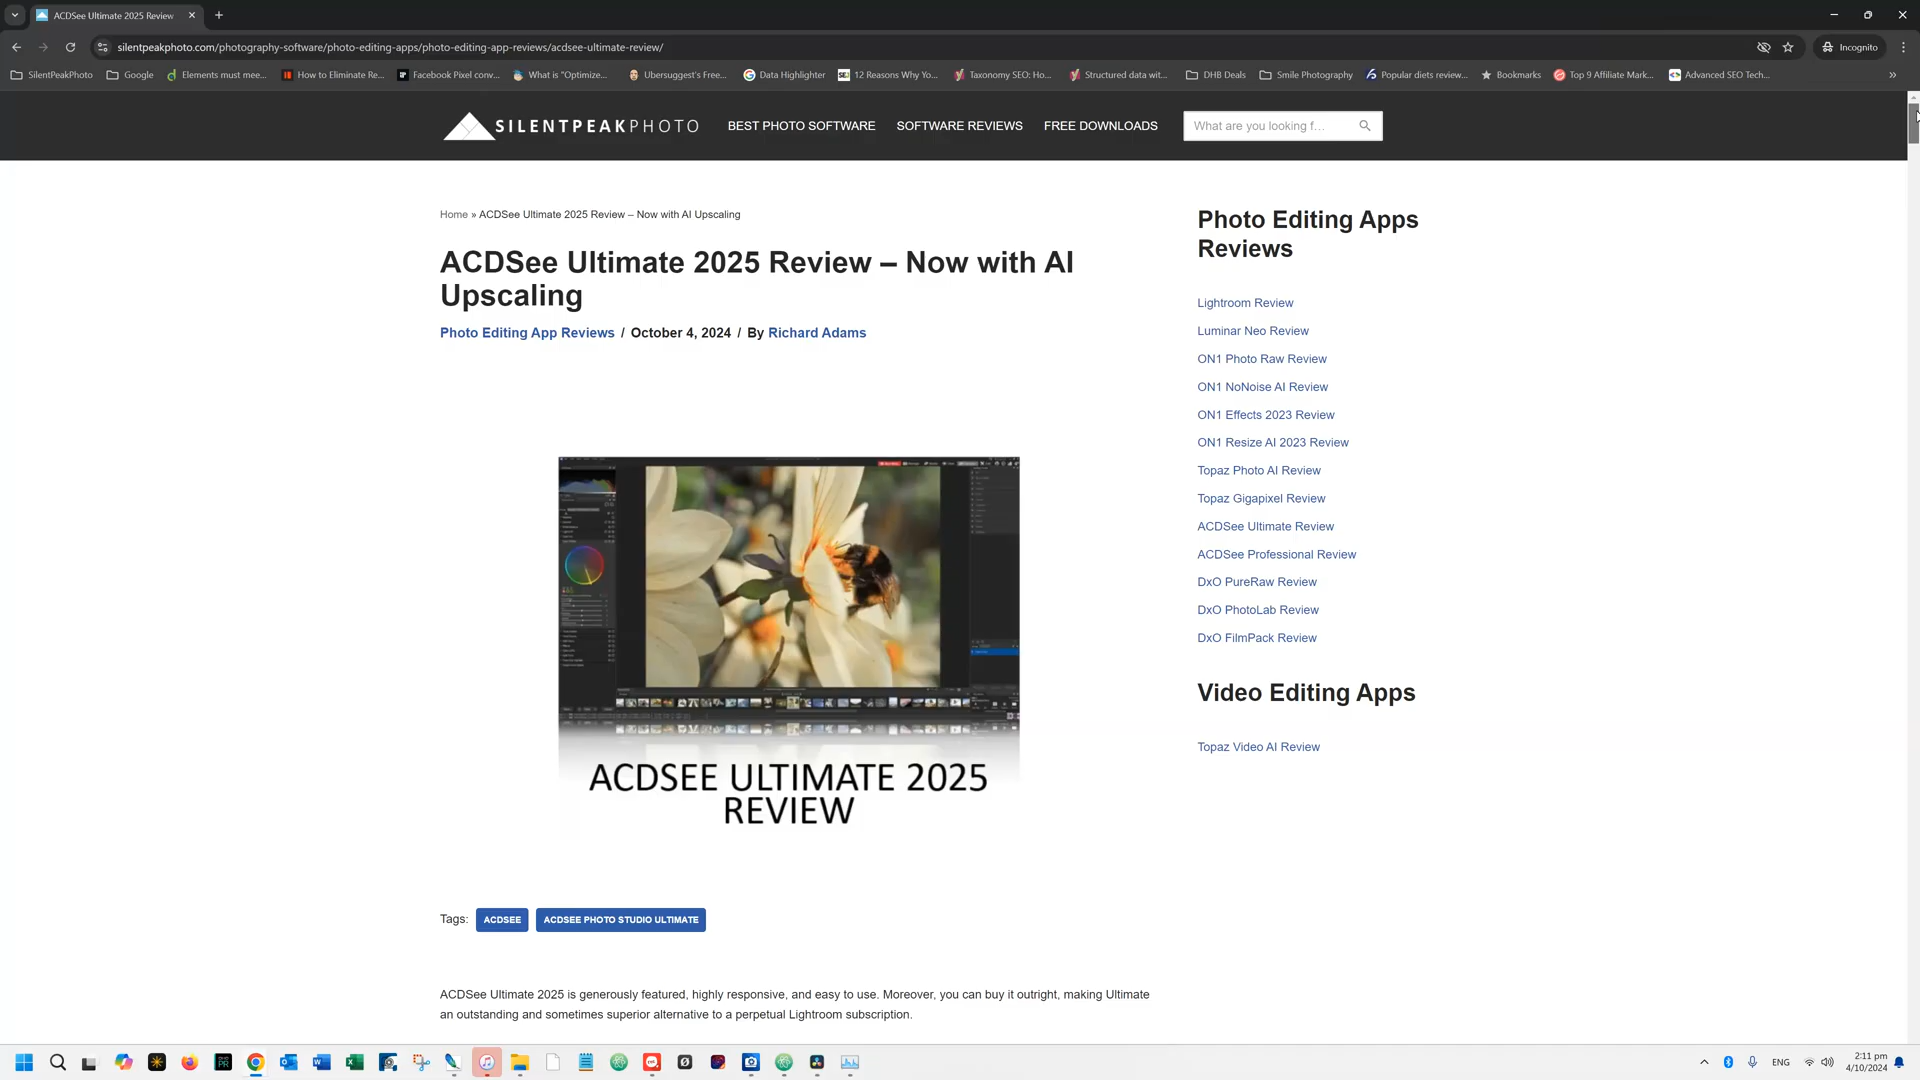 ACDSee Ultimate 2025 Review
silentpeakphoto.com/photography-software/photo-editing-apps/photo-editing-app-reviews/acdsee-ultimate-review/
Incognito
SilentPeakPhoto
Google
Elements must mee...
How to Eliminate Re...
Facebook Pixel conv...
What is "Optimize...
Ubersuggest's Free...
Data Highlighter
12 Reasons Why Yo...
Taxonomy SEO: Ho...
Structured data wit...
DHB Deals
Smile Photography
Popular diets review...
Bookmarks
Top 9 Affiliate Mark...
Advanced SEO Tech...
SILENTPEAKPHOTO
BEST PHOTO SOFTWARE
SOFTWARE REVIEWS
FREE DOWNLOADS
What are you looking f...
Home » ACDSee Ultimate 2025 Review – Now with AI Upscaling
ACDSee Ultimate 2025 Review – Now with AI
Upscaling
Photo Editing App Reviews / October 4, 2024 / By Richard Adams
ACDSEE ULTIMATE 2025
REVIEW
Tags:
ACDSEE
ACDSEE PHOTO STUDIO ULTIMATE
ACDSee Ultimate 2025 is generously featured, highly responsive, and easy to use. Moreover, you can buy it outright, making Ultimate
an outstanding and sometimes superior alternative to a perpetual Lightroom subscription.
Photo Editing Apps
Reviews
Lightroom Review
Luminar Neo Review
ON1 Photo Raw Review
ON1 NoNoise AI Review
ON1 Effects 2023 Review
ON1 Resize AI 2023 Review
Topaz Photo AI Review
Topaz Gigapixel Review
ACDSee Ultimate Review
ACDSee Professional Review
DxO PureRaw Review
DxO PhotoLab Review
DxO FilmPack Review
Video Editing Apps
Topaz Video AI Review
ENG
2:11 pm
4/10/2024